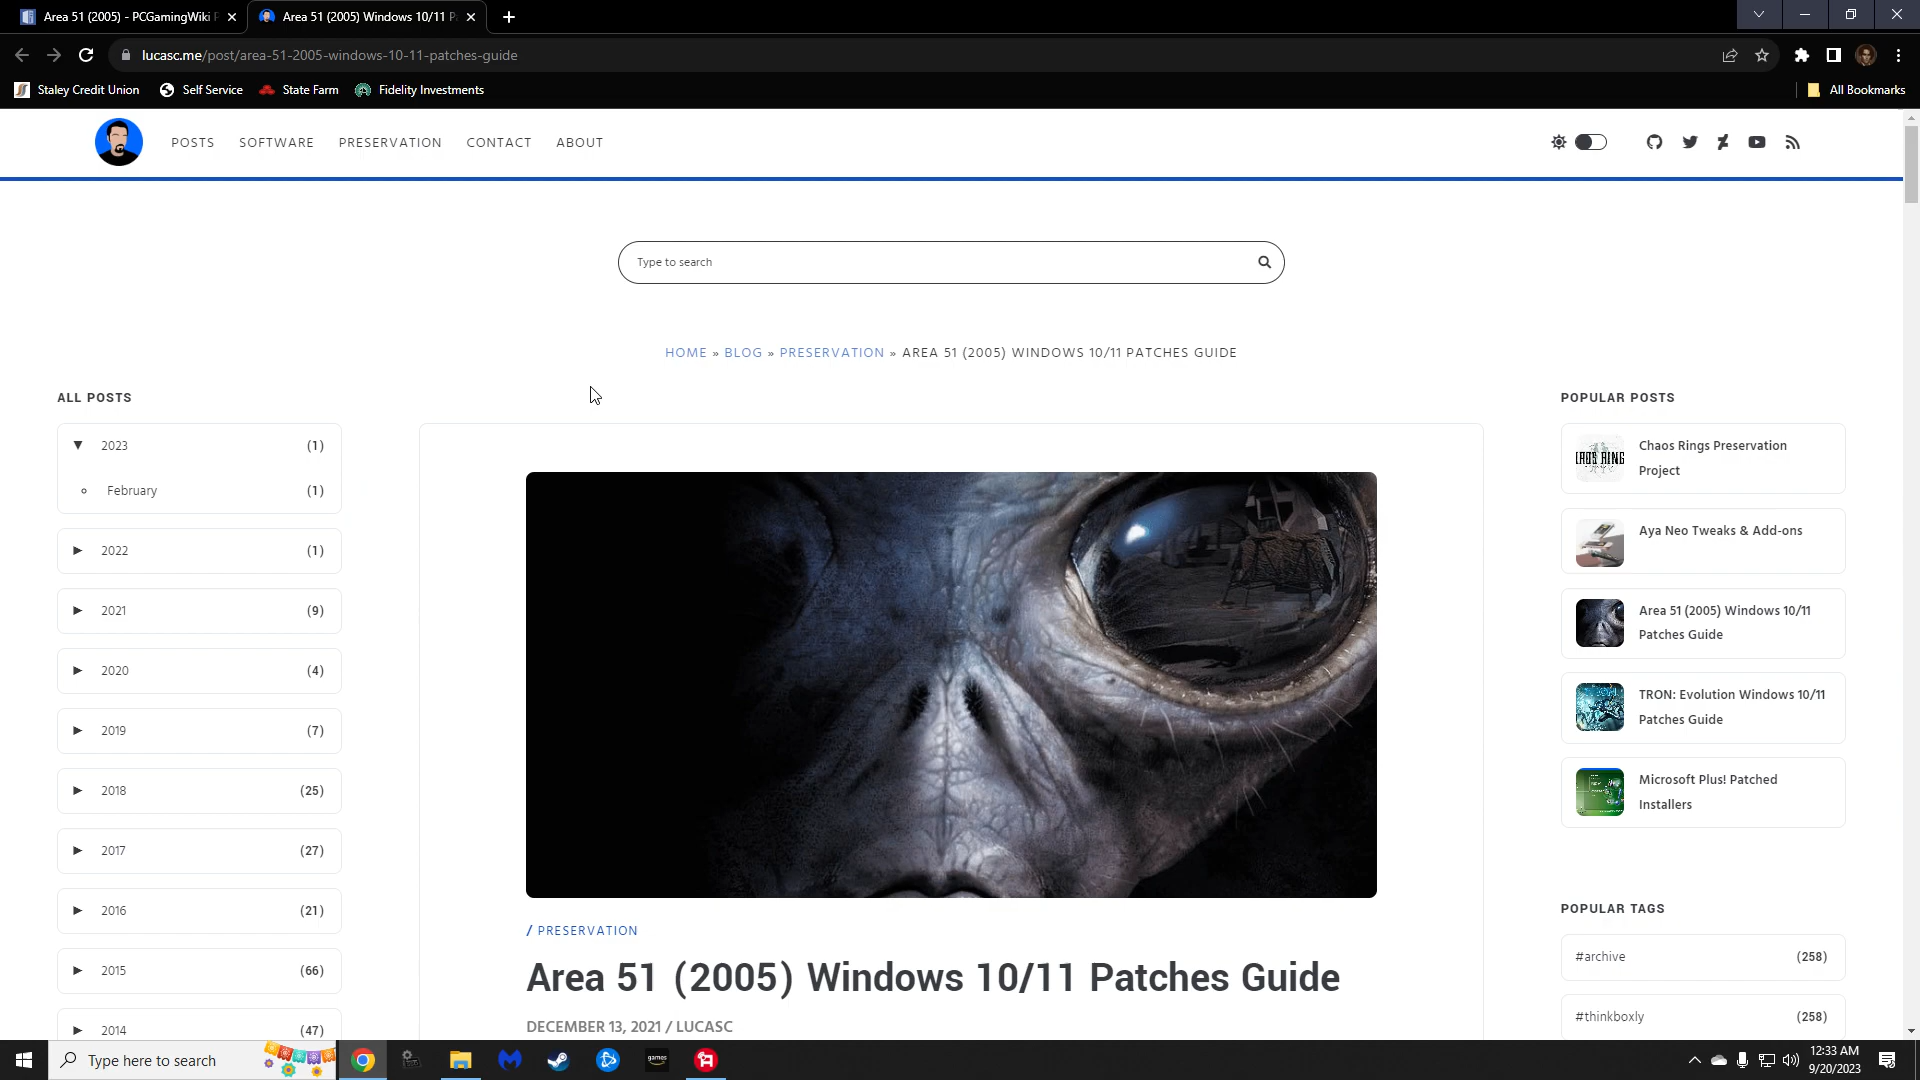 Area 51 (2005) - PCGamingWiki P
Area 51 (2005) Windows 10/11 Pa
lucasc.me/post/area-51-2005-windows-10-11-patches-guide
Staley Credit Union
Self Service
State Farm
Fidelity Investments
All Bookmarks
POSTS
SOFTWARE
PRESERVATION
CONTACT
ABOUT
Type to search
HOME » BLOG » PRESERVATION » AREA 51 (2005) WINDOWS 10/11 PATCHES GUIDE
ALL POSTS
▼ 2023 (1)
February (1)
► 2022 (1)
► 2021 (9)
► 2020 (4)
► 2019 (7)
► 2018 (25)
► 2017 (27)
► 2016 (21)
► 2015 (66)
► 2014 (47)
/ PRESERVATION
Area 51 (2005) Windows 10/11 Patches Guide
DECEMBER 13, 2021 / LUCASC
POPULAR POSTS
Chaos Rings Preservation
Project
Aya Neo Tweaks & Add-ons
Area 51 (2005) Windows 10/11
Patches Guide
TRON: Evolution Windows 10/11
Patches Guide
Microsoft Plus! Patched
Installers
POPULAR TAGS
#archive (258)
#thinkboxly (258)
Type here to search
games
12:33 AM
9/20/2023